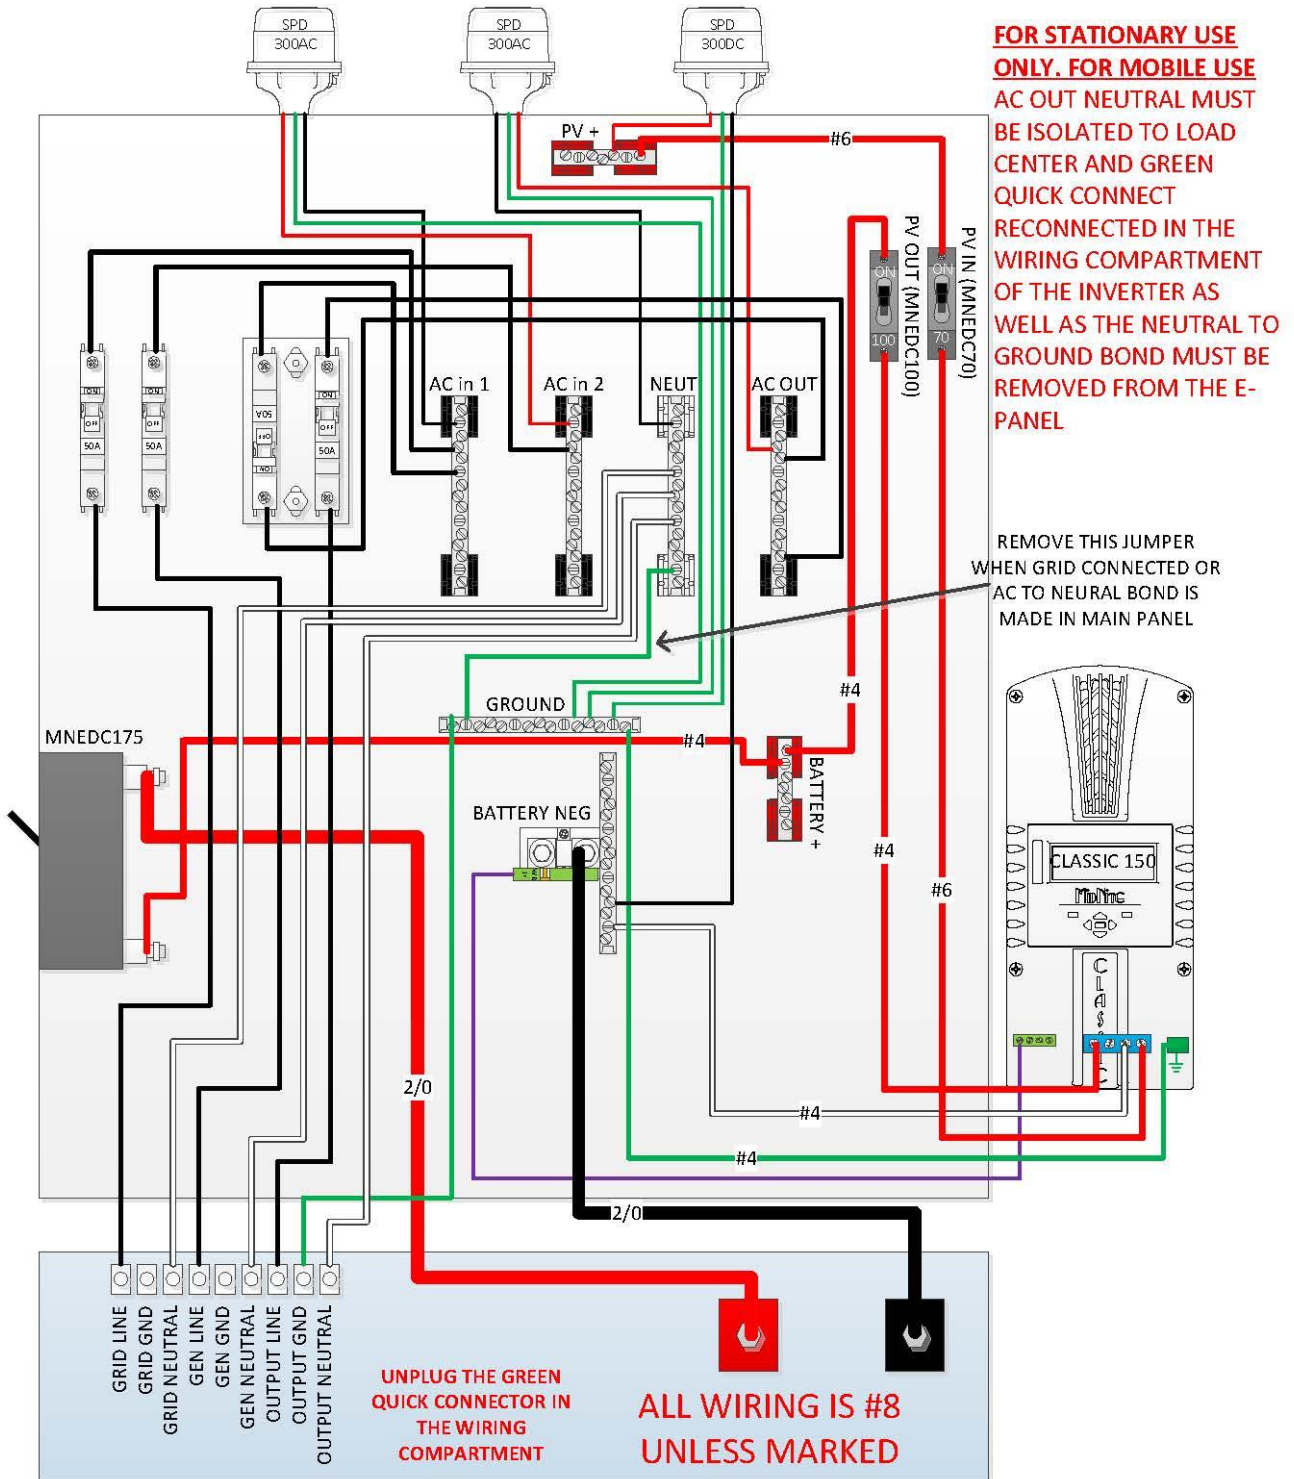 SPD
300AC
SPD
300AC
SPD
300DC
FOR STATIONARY USE
ONLY. FOR MOBILE USE
AC OUT NEUTRAL MUST
BE ISOLATED TO LOAD
CENTER AND GREEN
QUICK CONNECT
RECONNECTED IN THE
WIRING COMPARTMENT
OF THE INVERTER AS
WELL AS THE NEUTRAL TO
GROUND BOND MUST BE
REMOVED FROM THE E-
PANEL
PV +
#6
PV OUT (MNEDC100)
PV IN (MNEDC70)
ON
100
ON
70
AC in 1
AC in 2
NEUT
AC OUT
ON
OFF
50A
ON
OFF
50A
50A
OFF
ON
ON
OFF
50A
REMOVE THIS JUMPER
WHEN GRID CONNECTED OR
AC TO NEURAL BOND IS
MADE IN MAIN PANEL
#4
GROUND
MNEDC175
#4
BATTERY +
BATTERY NEG
#4
#6
CLASSIC 150
MidNite
CLASSIC
2/0
#4
#4
2/0
GRID LINE
GRID GND
GRID NEUTRAL
GEN LINE
GEN GND
GEN NEUTRAL
OUTPUT LINE
OUTPUT GND
OUTPUT NEUTRAL
UNPLUG THE GREEN
QUICK CONNECTOR IN
THE WIRING
COMPARTMENT
ALL WIRING IS #8
UNLESS MARKED